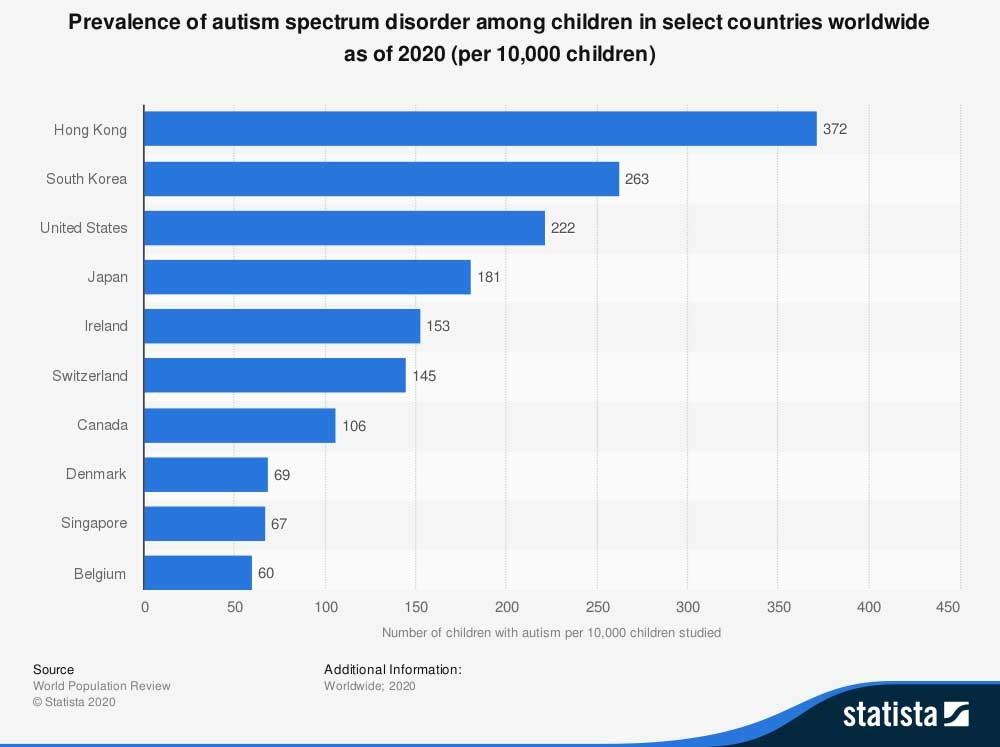 Prevalence of autism spectrum disorder among children in select countries worldwide
as of 2020 (per 10,000 children)
Hong Kong 372
South Korea 263
United States 222
Japan 181
Ireland 153
Switzerland 145
Canada 106
Denmark 69
Singapore 67
Belgium 60
0 50 100 150 200 250 300 350 400 450
Number of children with autism per 10,000 children studied
Source Additional Information:
World Population Review Worldwide; 2020
© Statista 2020
statista